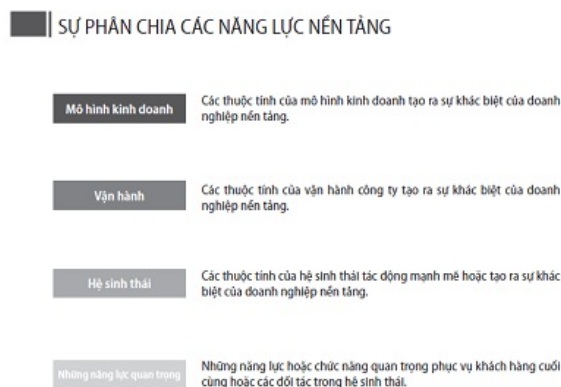 SỰ PHÂN CHIA CÁC NĂNG LỰC NỀN TẢNG
Mô hình kinh doanh
Các thuộc tính của mô hình kinh doanh tạo ra sự khác biệt của doanh
nghiệp nền tảng.
Vận hành
Các thuộc tính của vận hành công ty tạo ra sự khác biệt của doanh
nghiệp nền tảng.
Hệ sinh thái
Các thuộc tính của hệ sinh thái tác động mạnh mẽ hoặc tạo ra sự khác
biệt của doanh nghiệp nền tảng.
Những năng lực quan trọng
Những năng lực hoặc chức năng quan trọng phục vụ khách hàng cuối
cùng hoặc các đối tác trong hệ sinh thái.